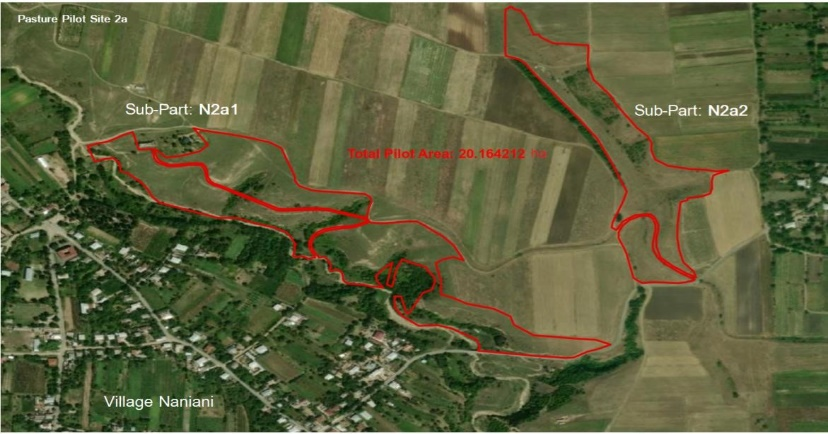 Pasture Pilot Site 2a
Sub-Part: N2a1
Sub-Part: N2a2
Total Pilot Area: 20.164212 ha
Village Naniani